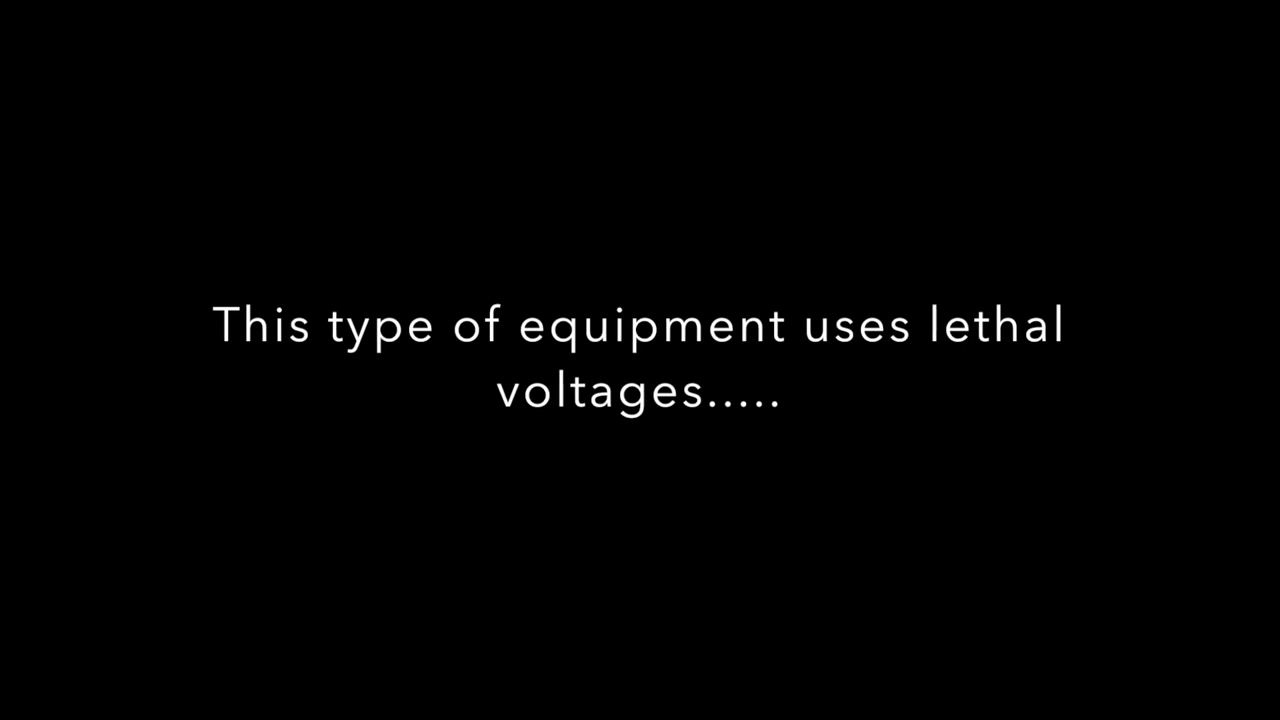 This type of equipment uses lethal
voltages.....